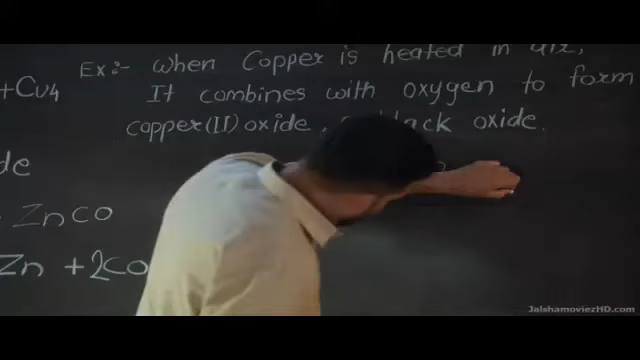 Ex:- When Copper is heated in air,
It combines with oxygen to form
copper(II) oxide, black oxide.
+Cu4
de
ZnCO
Zn + 2CO
JalshamoviezHD.com